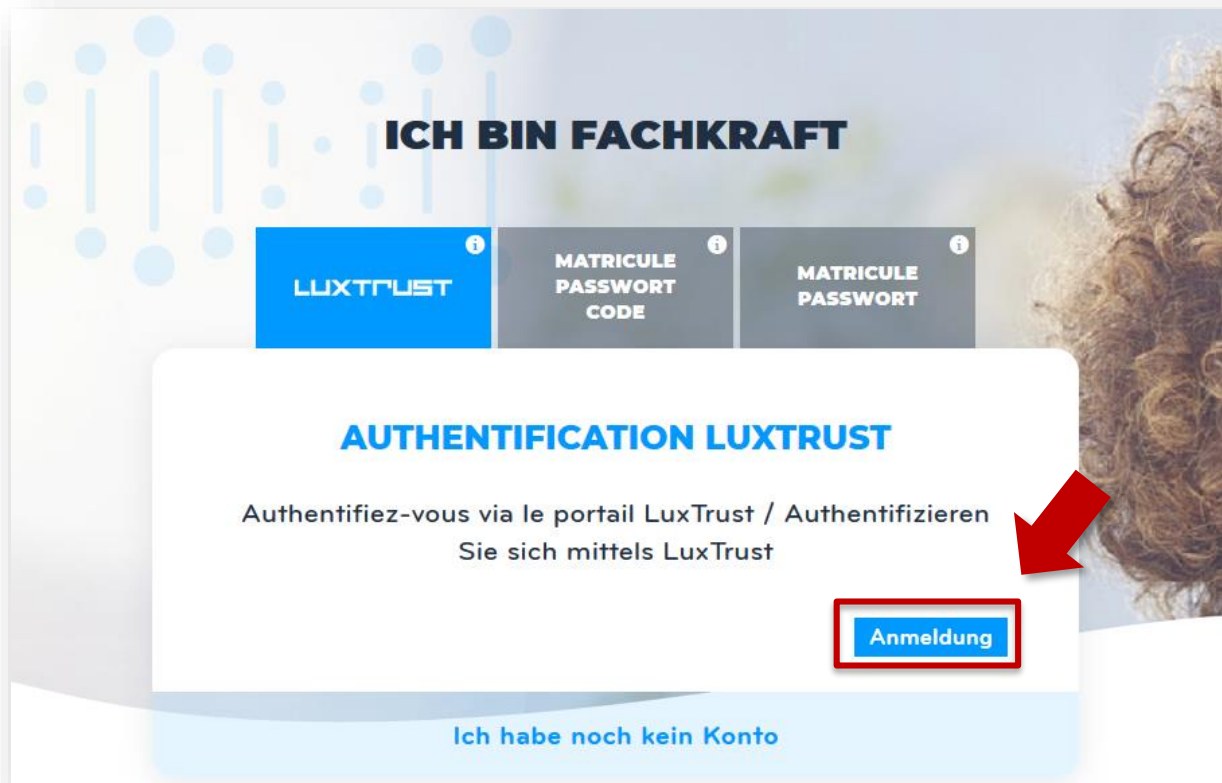 ICH BIN FACHKRAFT
LUXTRUST
MATRICULE
PASSWORT
CODE
MATRICULE
PASSWORT
AUTHENTIFICATION LUXTRUST
Authentifiez-vous via le portail LuxTrust / Authentifizieren
Sie sich mittels LuxTrust
Anmeldung
Ich habe noch kein Konto